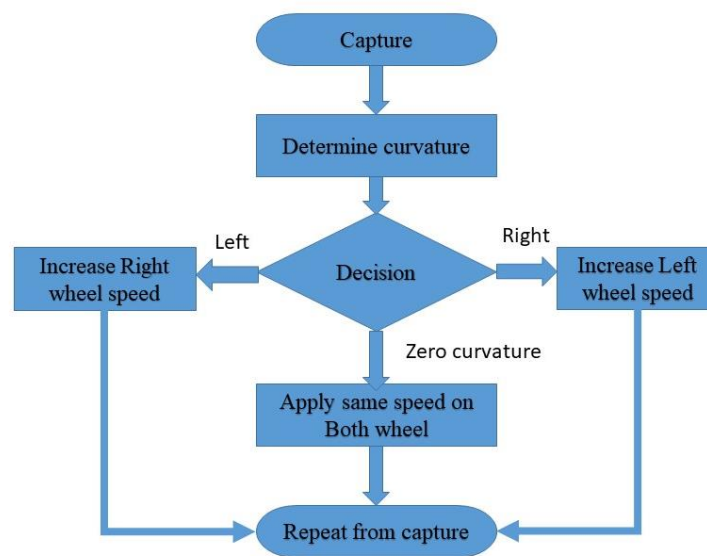 Capture
Determine curvature
Left
Right
Increase Right
wheel speed
Decision
Increase Left
wheel speed
Zero curvature
Apply same speed on
Both wheel
Repeat from capture